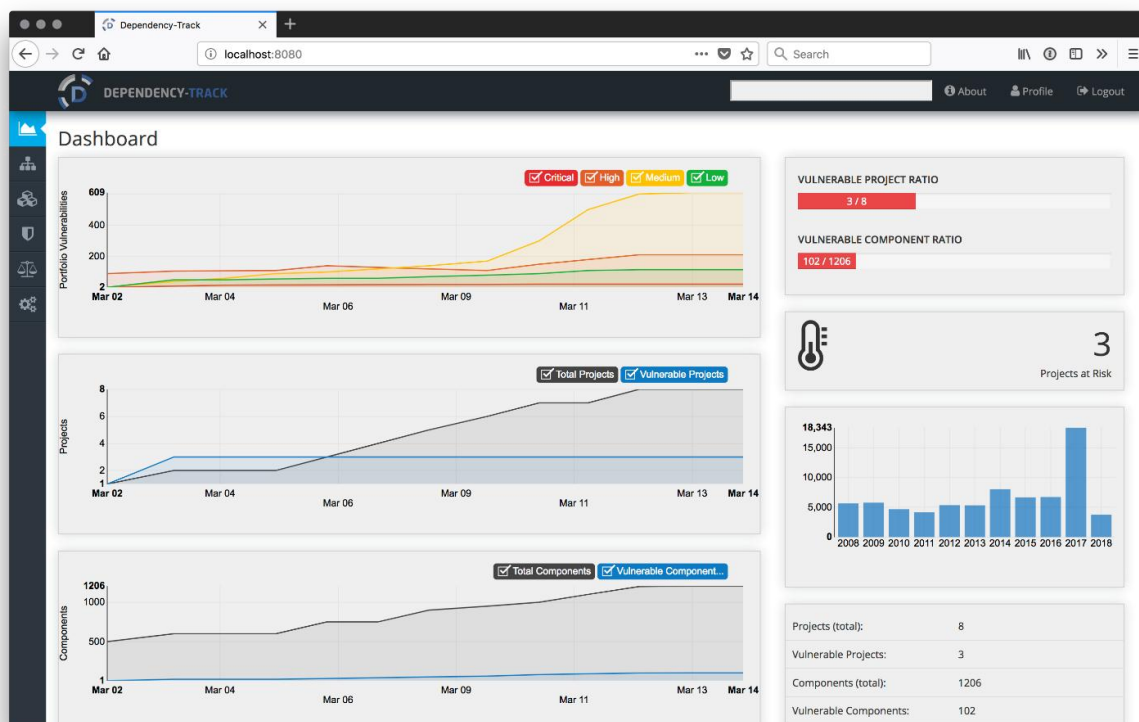 Dependency-Track
localhost:8080
Search
DEPENDENCY-TRACK
About
Profile
Logout
Dashboard
Critical High Medium Low
Portfolio Vulnerabilities
609
400
200
2
Mar 02 Mar 04 Mar 06 Mar 09 Mar 11 Mar 13 Mar 14
Total Projects Vulnerable Projects
Projects
8
6
4
2
1
Mar 02 Mar 04 Mar 06 Mar 09 Mar 11 Mar 13 Mar 14
Total Components Vulnerable Component...
Components
1206
1000
500
1
Mar 02 Mar 04 Mar 06 Mar 09 Mar 11 Mar 13 Mar 14
VULNERABLE PROJECT RATIO
3 / 8
VULNERABLE COMPONENT RATIO
102 / 1206
3
Projects at Risk
18,343
15,000
10,000
5,000
0
2008 2009 2010 2011 2012 2013 2014 2015 2016 2017 2018
Projects (total): 8
Vulnerable Projects: 3
Components (total): 1206
Vulnerable Components: 102